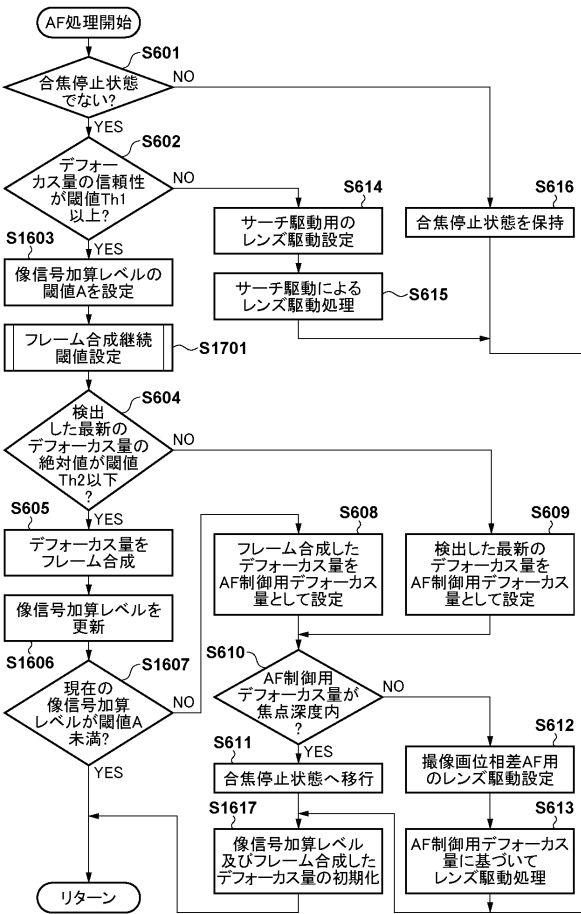 AF処理開始
S601
合焦停止状態
でない?
NO
YES
S602
デフォー
カス量の信頼性
が閾値Th1
以上?
NO
YES
S614
サーチ駆動用の
レンズ駆動設定
S616
合焦停止状態を保持
S1603
像信号加算レベルの
閾値Aを設定
サーチ駆動による
レンズ駆動処理
S615
フレーム合成継続
閾値設定
S1701
S604
検出
した最新の
デフォーカス量の
絶対値が閾値
Th2以下
?
NO
YES
S605
デフォーカス量を
フレーム合成
S608
フレーム合成した
デフォーカス量を
AF制御用デフォーカス
量として設定
S609
検出した最新の
デフォーカス量を
AF制御用デフォーカス
量として設定
像信号加算レベルを
更新
S1606
S1607
現在の
像信号加算
レベルが閾値A
未満?
NO
YES
S610
AF制御用
デフォーカス量が
焦点深度内
?
NO
YES
S611
合焦停止状態へ移行
S612
撮像画位相差AF用
のレンズ駆動設定
S1617
像信号加算レベル
及びフレーム合成した
デフォーカス量の初期化
S613
AF制御用デフォーカス
量に基づいて
レンズ駆動処理
リターン